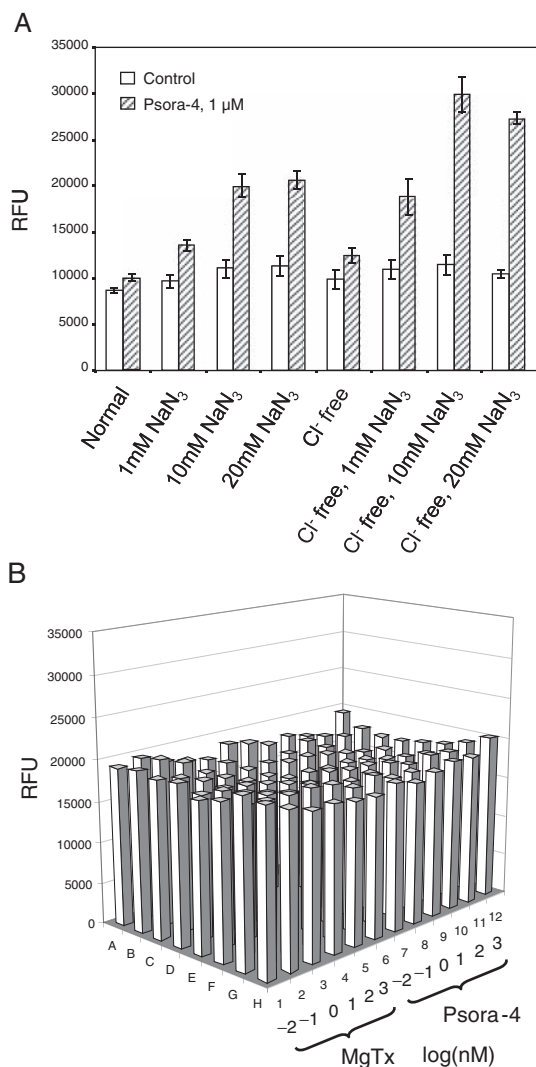 A
35000
30000
25000
20000
15000
10000
5000
0
RFU
Control
Psora-4, 1 µM
Normal
1mM NaN₃
10mM NaN₃
20mM NaN₃
Cl⁻ free
Cl⁻ free, 1mM NaN₃
Cl⁻ free, 10mM NaN₃
Cl⁻ free, 20mM NaN₃
B
35000
30000
25000
20000
15000
10000
5000
0
RFU
A B C D E F G H
1 2 3 4 5 6 7 8 9 10 11 12
−2 −1 0 1 2 3 −2 −1 0 1 2 3
Psora-4
MgTx log(nM)